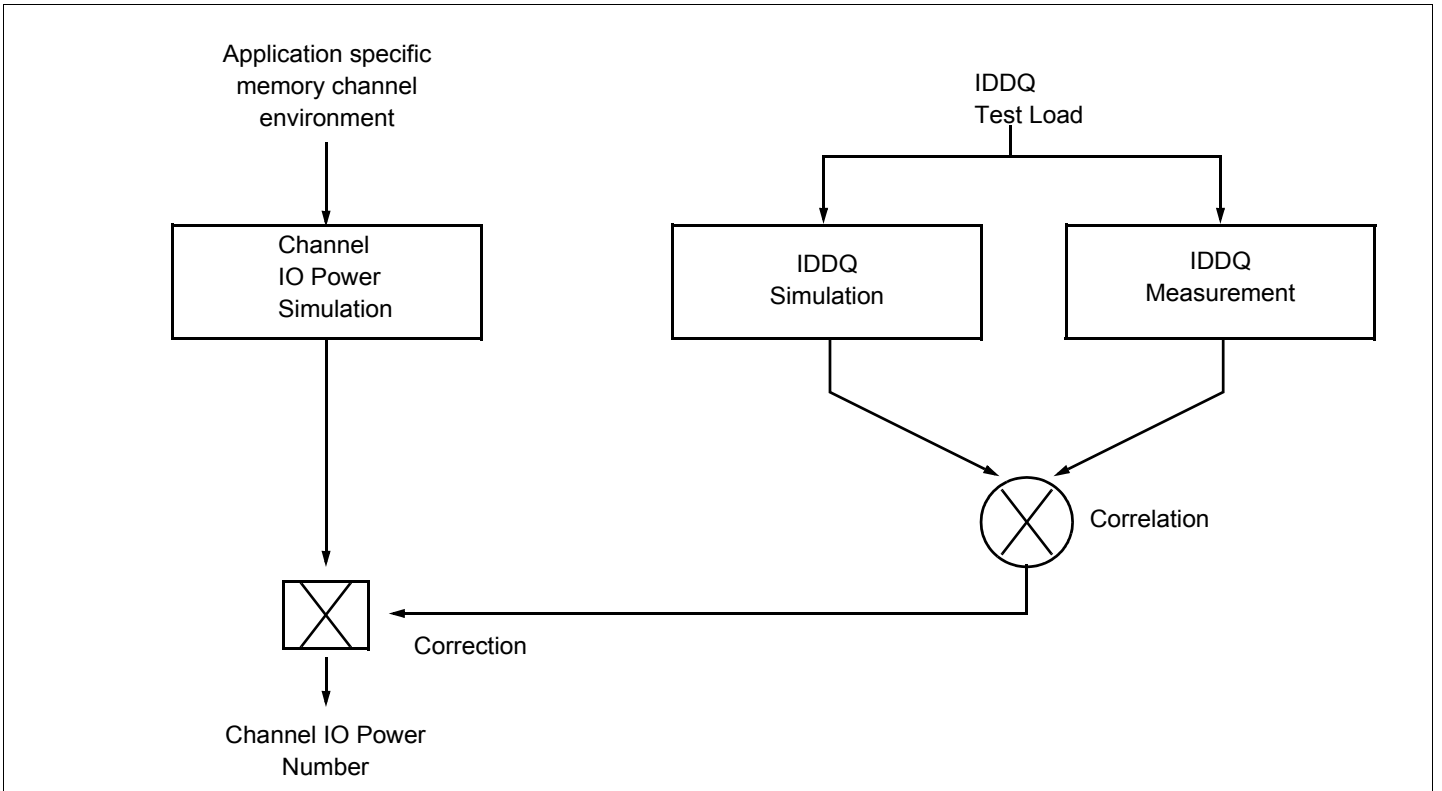 Application specific
memory channel
environment
IDDQ
Test Load
Channel
IO Power
Simulation
IDDQ
Simulation
IDDQ
Measurement
Correlation
Correction
Channel IO Power
Number